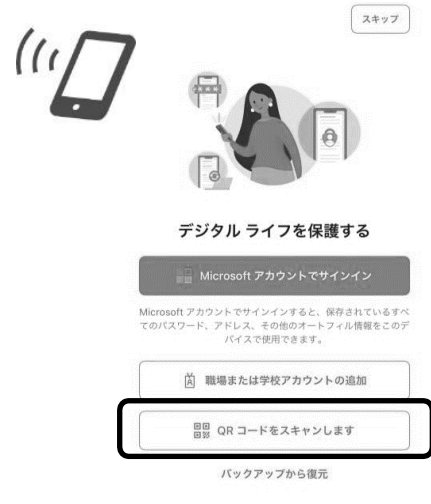 スキップ
デジタル ライフを保護する
Microsoft アカウントでサインイン
Microsoft アカウントでサインインすると、保存されているすべ
てのパスワード、アドレス、その他のオートフィル情報をこのデ
バイスで使用できます。
職場または学校アカウントの追加
QR コードをスキャンします
バックアップから復元